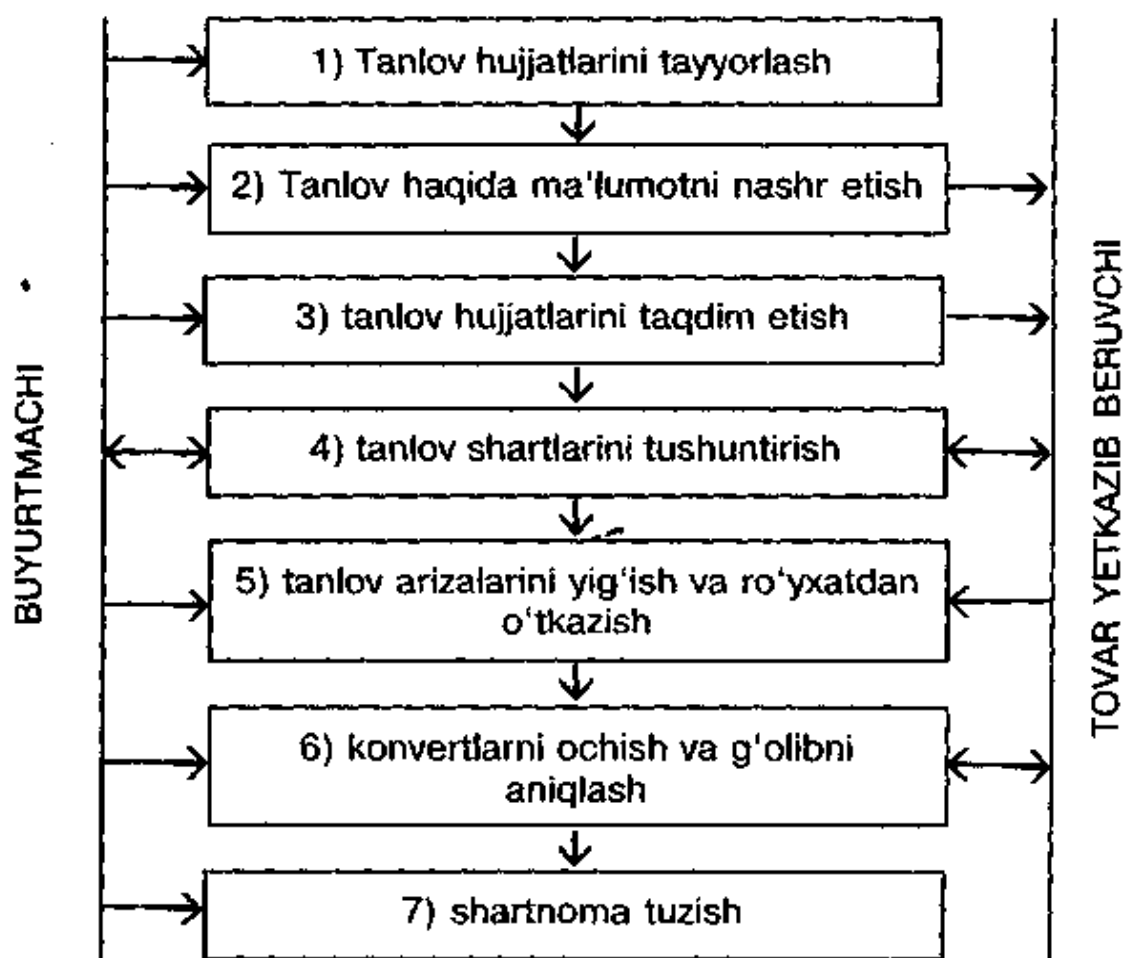 1) Tanlov hujjatlarini tayyorlash
2) Tanlov haqida ma'lumotni nashr etish
3) tanlov hujjatlarini taqdim etish
4) tanlov shartlarini tushuntirish
5) tanlov arizalarini yig‘ish va ro‘yxatdan
o‘tkazish
6) konvertlarni ochish va g‘olibni
aniqlash
7) shartnoma tuzish
BUYURTMACHI
TOVAR YETKAZIB BERUVCHI